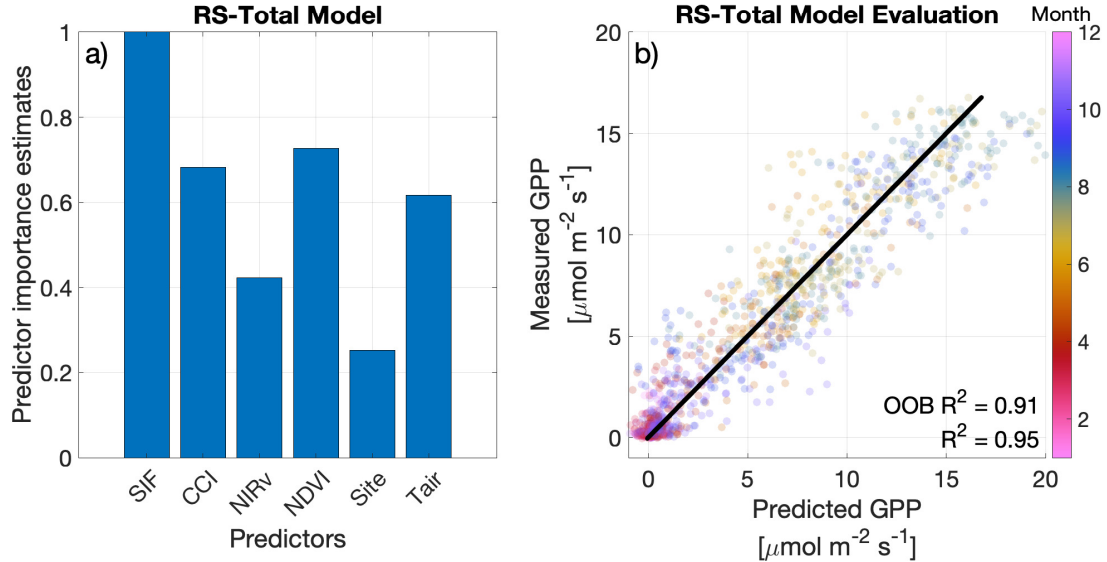 RS-Total Model
a)
Predictor importance estimates
1
0.8
0.6
0.4
0.2
0
SIF
CCI
NIRv
NDVI
Site
Tair
Predictors
RS-Total Model Evaluation
b)
Measured GPP
[μmol m⁻² s⁻¹]
20
15
10
5
0
OOB R² = 0.91
R² = 0.95
0
5
10
15
20
Predicted GPP
[μmol m⁻² s⁻¹]
Month
12
10
8
6
4
2